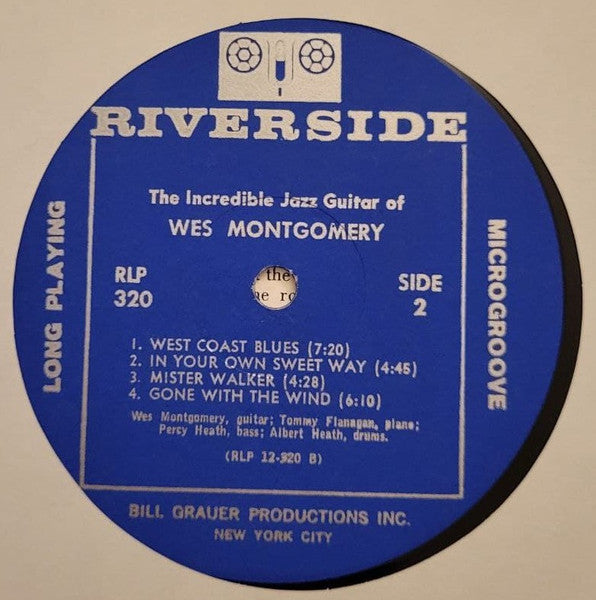 RIVERSIDE
The Incredible Jazz Guitar of
WES MONTGOMERY
LONG PLAYING
MICROGROOVE
RLP
320
the
e ro
SIDE
2
1. WEST COAST BLUES (7:20)
2. IN YOUR OWN SWEET WAY (4:45)
3. MISTER WALKER (4:28)
4. GONE WITH THE WIND (6:10)
Wes Montgomery, guitar; Tommy Flanagan, piano;
Percy Heath, bass; Albert Heath, drums.
(RLP 12-320 B)
BILL GRAUER PRODUCTIONS INC.
NEW YORK CITY